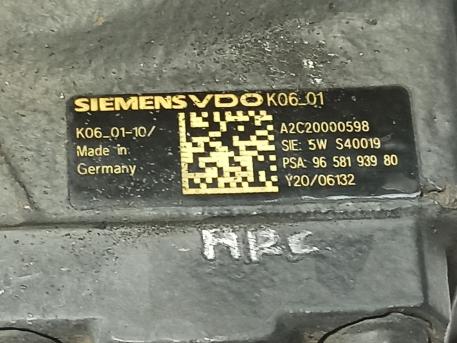 SIEMENS VDO K06_01
K06_01-10/
Made in
Germany
A2C20000598
SIE: 5W S40019
PSA: 96 581 939 80
Y20/06132
HRC